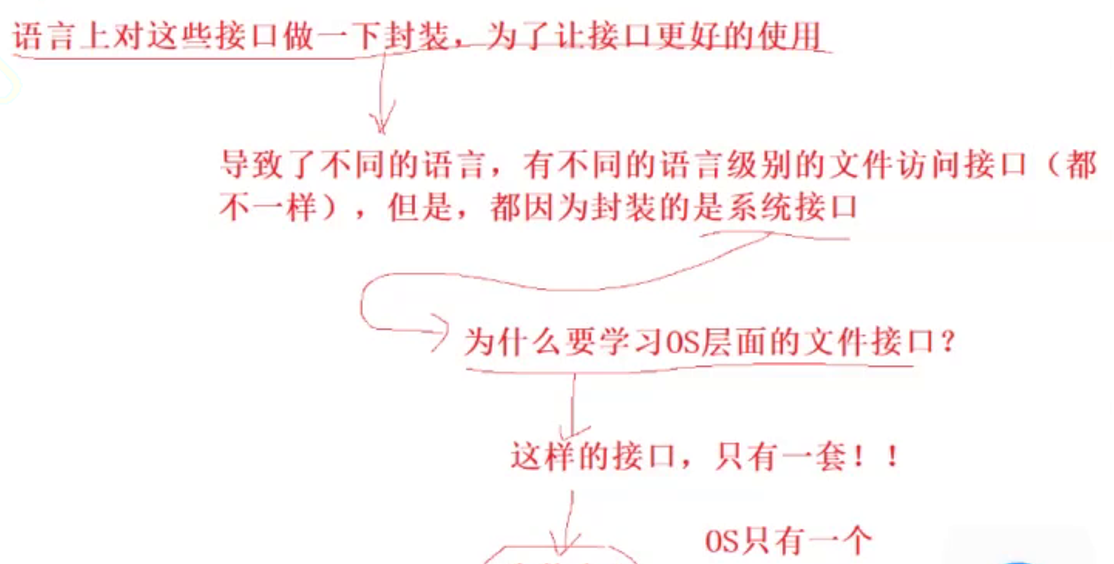 语言上对这些接口做一下封装，为了让接口更好的使用
导致了不同的语言，有不同的语言级别的文件访问接口（都
不一样），但是，都因为封装的是系统接口
为什么要学习OS层面的文件接口？
这样的接口，只有一套！！
OS只有一个